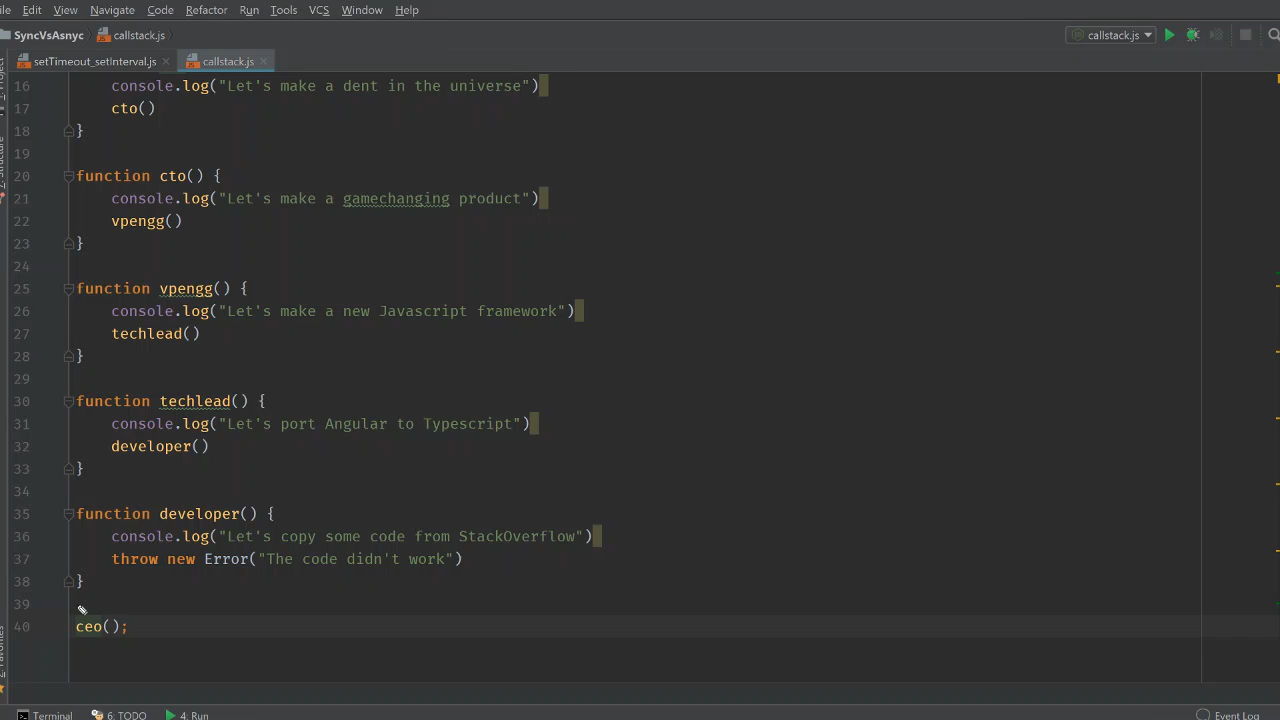 Edit View Navigate Code Refactor Run Tools VCS Window Help
SyncVsAsnyc callstack.js callstack.js
setTimeout_setInterval.js callstack.js
16 console.log("Let's make a dent in the universe")
17 cto()
18 }
19
20 function cto() {
21 console.log("Let's make a gamechanging product")
22 vpengg()
23 }
24
25 function vpengg() {
26 console.log("Let's make a new Javascript framework")
27 techlead()
28 }
29
30 function techlead() {
31 console.log("Let's port Angular to Typescript")
32 developer()
33 }
34
35 function developer() {
36 console.log("Let's copy some code from StackOverflow")
37 throw new Error("The code didn't work")
38 }
39
40 ceo();
Terminal 6: TODO 4: Run Event Log